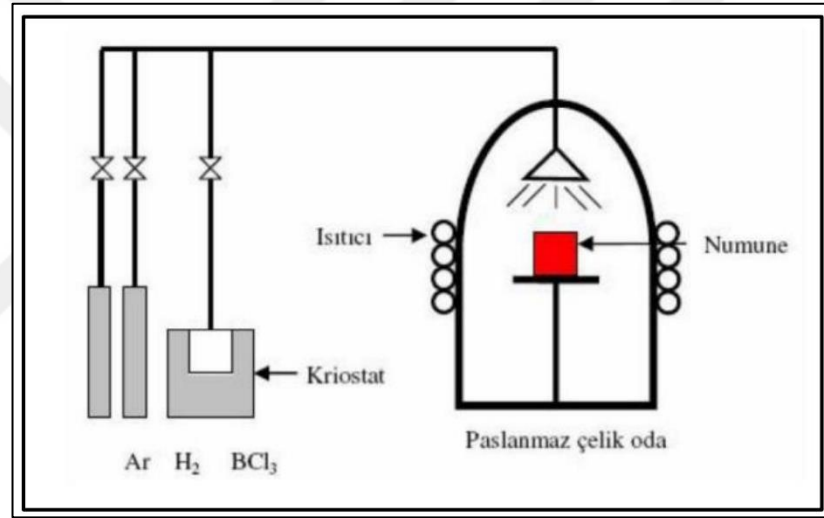 Isıtıcı
Numune
Kriostat
Paslanmaz çelik oda
Ar H₂ BCl₃